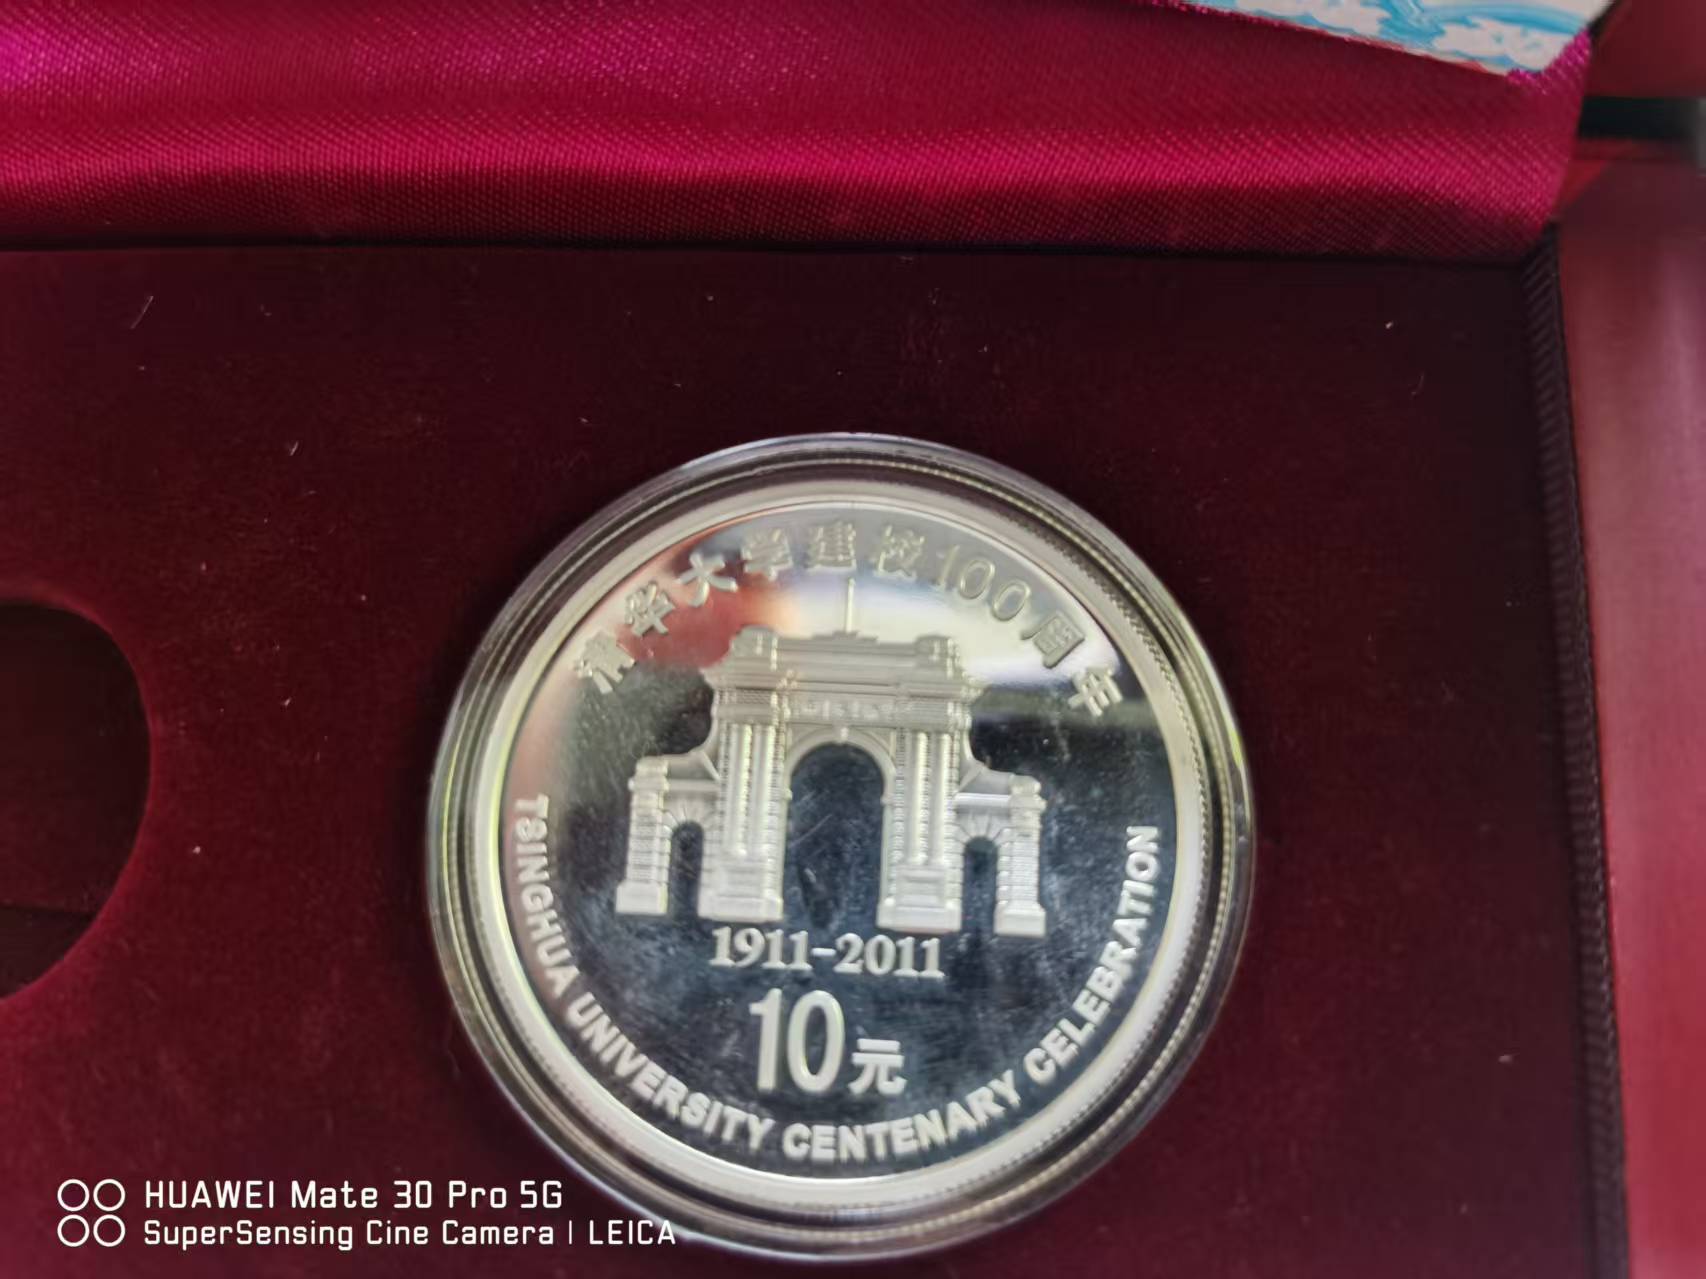 清华大学建校100周年
1911-2011
10元
TSINGHUA UNIVERSITY CENTENARY CELEBRATION
HUAWEI Mate 30 Pro 5G
SuperSensing Cine Camera | LEICA